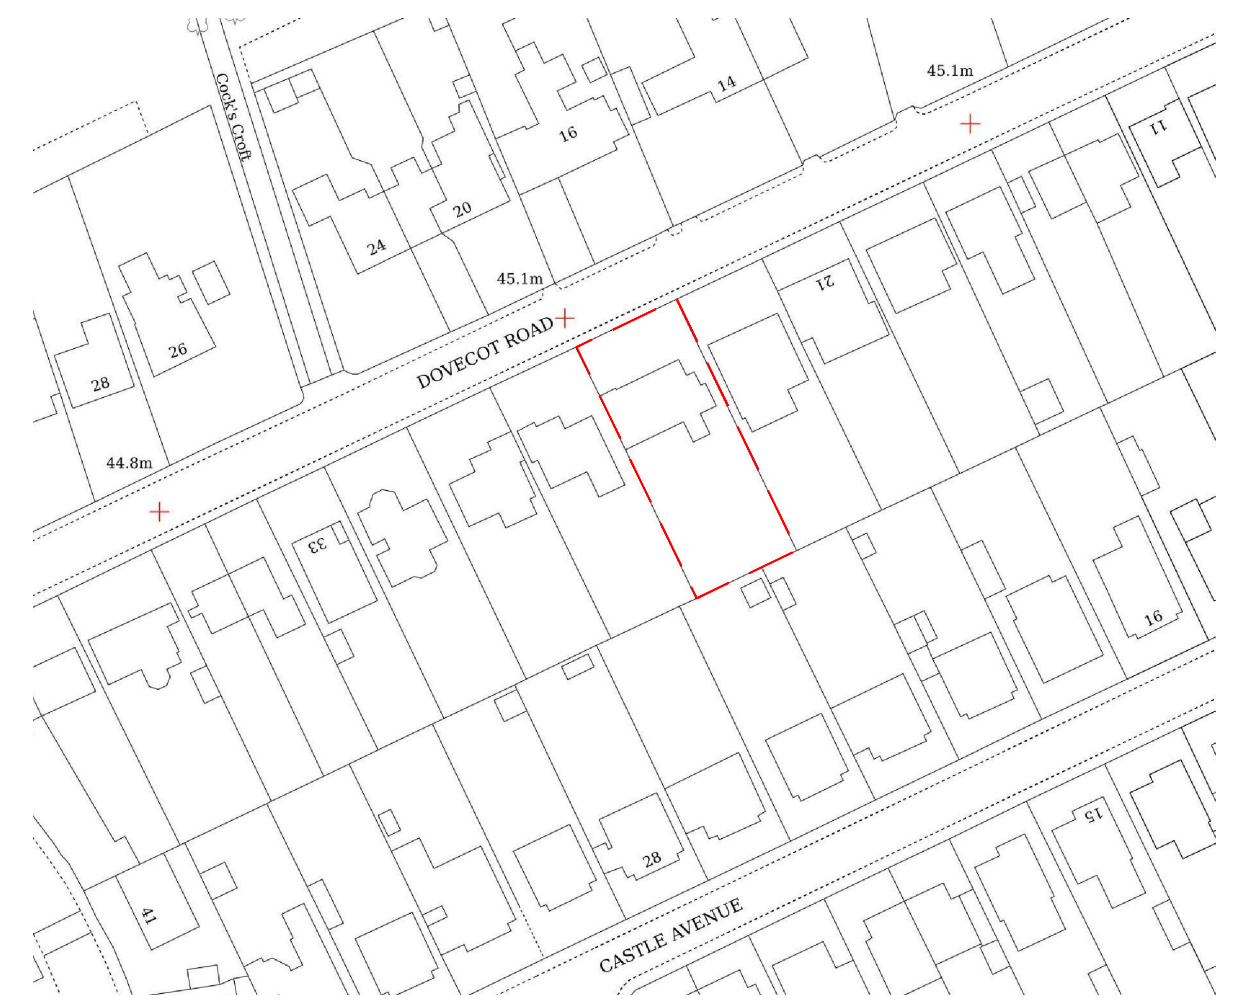 45.1m
14
Cock's Croft
11
16
20
24
45.1m
21
DOVECOT ROAD
26
28
44.8m
33
16
15
28
41
CASTLE AVENUE